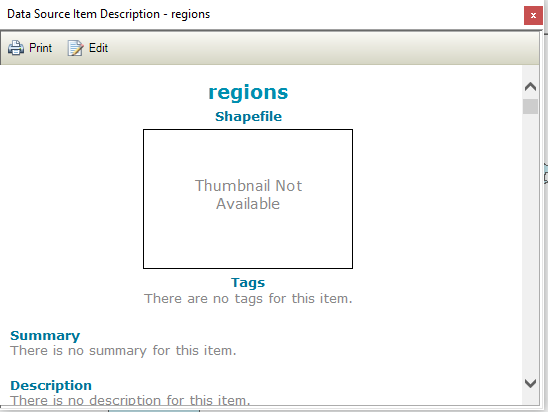 Data Source Item Description - regions
x
Print Edit
regions
Shapefile
Thumbnail Not
Available
Tags
There are no tags for this item.
Summary
There is no summary for this item.
Description
There is no description for this item.